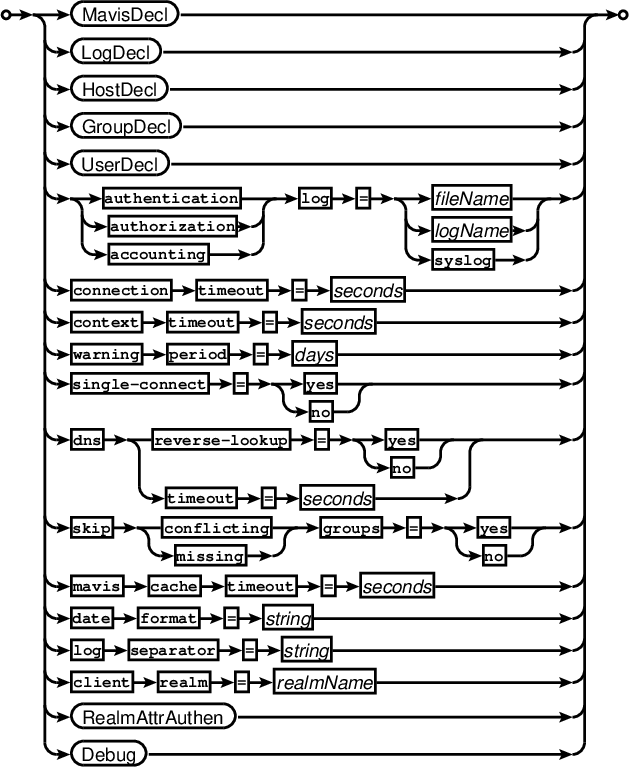 MavisDecl
LogDecl
HostDecl
GroupDecl
UserDecl
authentication log = fileName
authorization logName
accounting syslog
connection timeout = seconds
context timeout = seconds
warning period = days
single-connect = yes
no
dns reverse-lookup = yes
no
timeout = seconds
skip conflicting groups = yes
missing no
mavis cache timeout = seconds
date format = string
log separator = string
client realm = realmName
RealmAttrAuthen
Debug